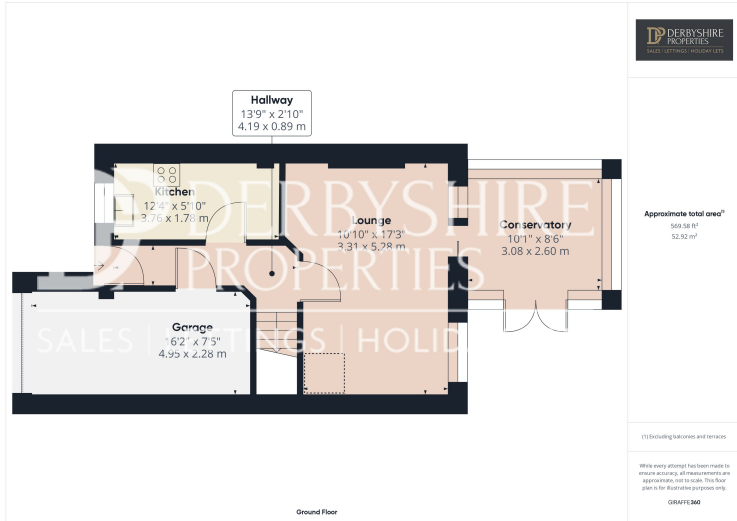 DERBYSHIRE
PROPERTIES
SALES | LETTINGS | HOLIDAY LETS
Hallway
13'9" x 2'10"
4.19 x 0.89 m
Kitchen
12'4" x 5'10"
3.76 x 1.78 m
Lounge
10'10" x 17'3"
3.31 x 5.28 m
Conservatory
10'1" x 8'6"
3.08 x 2.60 m
Garage
16'2" x 7'5"
4.95 x 2.28 m
DERBYSHIRE
PROPERTIES
SALES | LETTINGS | HOLID
Approximate total area⁽¹⁾
569.58 ft²
52.92 m²
(1) Excluding balconies and terraces
While every attempt has been made to
ensure accuracy, all measurements are
approximate, not to scale. This floor
plan is for illustrative purposes only.
GIRAFFE360
Ground Floor